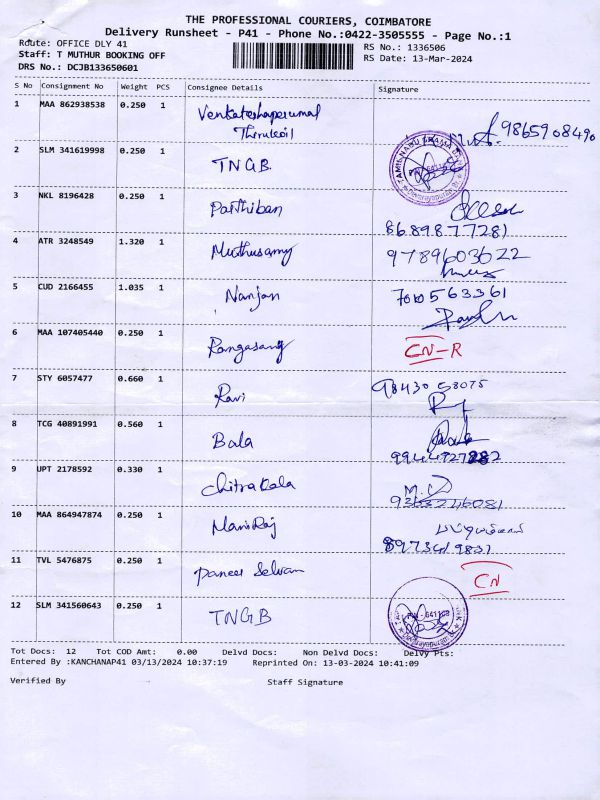 THE PROFESSIONAL COURIERS, COIMBATORE
Delivery Runsheet - P41 - Phone No.:0422-3505555 - Page No.:1
Route: OFFICE DLY 41
RS No.: 1336506
Staff: T MUTHUR BOOKING OFF
RS Date: 13-Mar-2024
DRS No.: DCJB133650601
S No Consignment No Weight PCS Consignee Details Signature
1 MAA 862938538 0.250 1 Venkateshaperumal
9865908490
2 SLM 341619998 0.250 1 TNGB
3 NKL 8196428 0.250 1 Parthiban
8689877281
4 ATR 3248549 1.320 1 Muthusamy 9789603622
5 CUD 2166455 1.035 1 Nanjan 7010563361
6 MAA 107405440 0.250 1 Rangasamy CN-R
7 STY 6057477 0.660 1 Ravi 98430 58075
8 TCG 40891991 0.560 1 Bala
9 UPT 2178592 0.330 1 Chitrakala
9363246081
10 MAA 864947874 0.250 1 Maniraj
8973419831
11 TVL 5476875 0.250 1 Paneer Selvam CN
12 SLM 341560643 0.250 1 TNGB
Tot Docs: 12 Tot COD Amt: 0.00 Delvd Docs: Non Delvd Docs: Delvy Pts:
Entered By :KANCHANAP41 03/13/2024 10:37:19 Reprinted On: 13-03-2024 10:41:09
Verified By Staff Signature